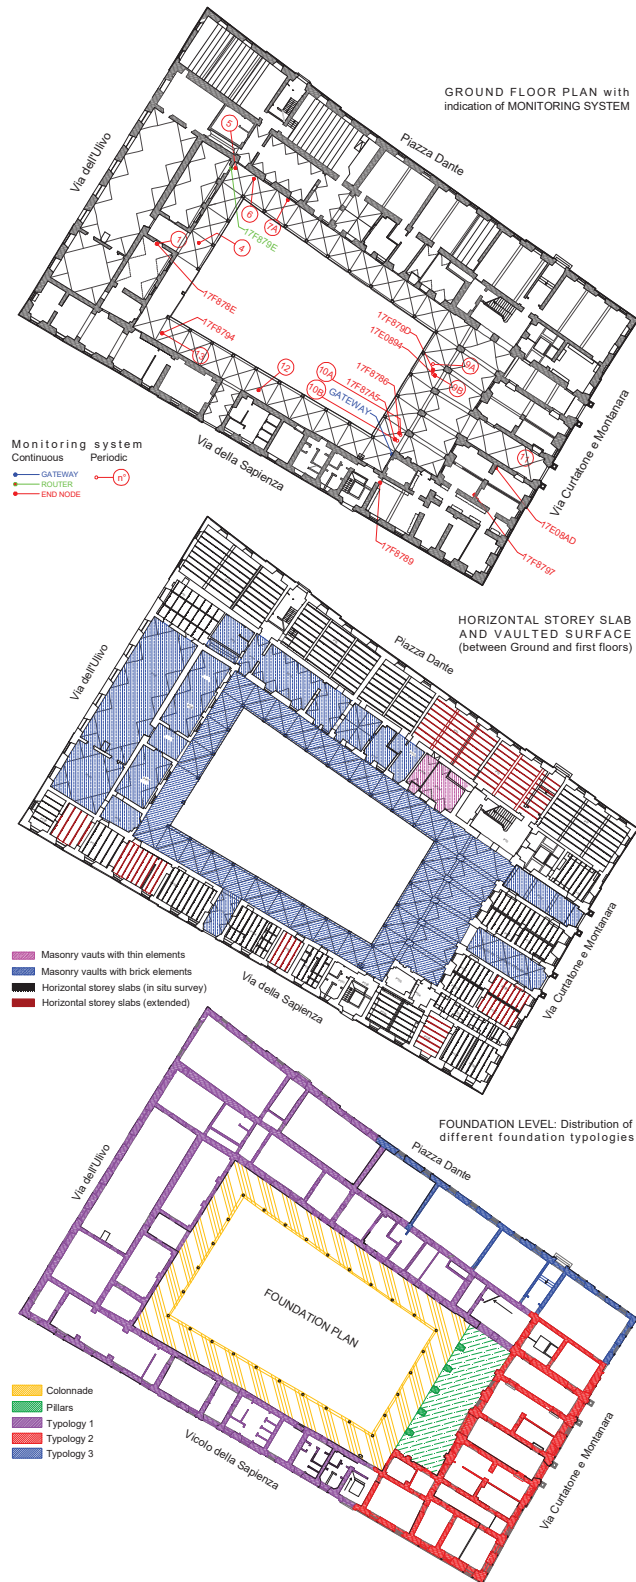 GROUND FLOOR PLAN with
indication of MONITORING SYSTEM
Via dell'Ulivo
Piazza Dante
5
6
7A
17F879E
1
4
17F878E
17F8794
13
12
17F879D
17E0894
9A
9B
17F8786
10A
17F87A5
10B
GATEWAY
Via della Sapienza
Via Curtatone e Montanara
17E08AD
17F8797
17F8789
Monitoring system
Continuous Periodic
GATEWAY
ROUTER
END NODE
n°
HORIZONTAL STOREY SLAB
AND VAULTED SURFACE
(between Ground and first floors)
Via dell'Ulivo
Piazza Dante
Via Curtatone e Montanara
Via della Sapienza
Masonry vauts with thin elements
Masonry vaults with brick elements
Horizontal storey slabs (in situ survey)
Horizontal storey slabs (extended)
FOUNDATION LEVEL: Distribution of
different foundation typologies
Via dell'Ulivo
Piazza Dante
FOUNDATION PLAN
Via Curtatone e Montanara
Vicolo della Sapienza
Colonnade
Pillars
Typology 1
Typology 2
Typology 3